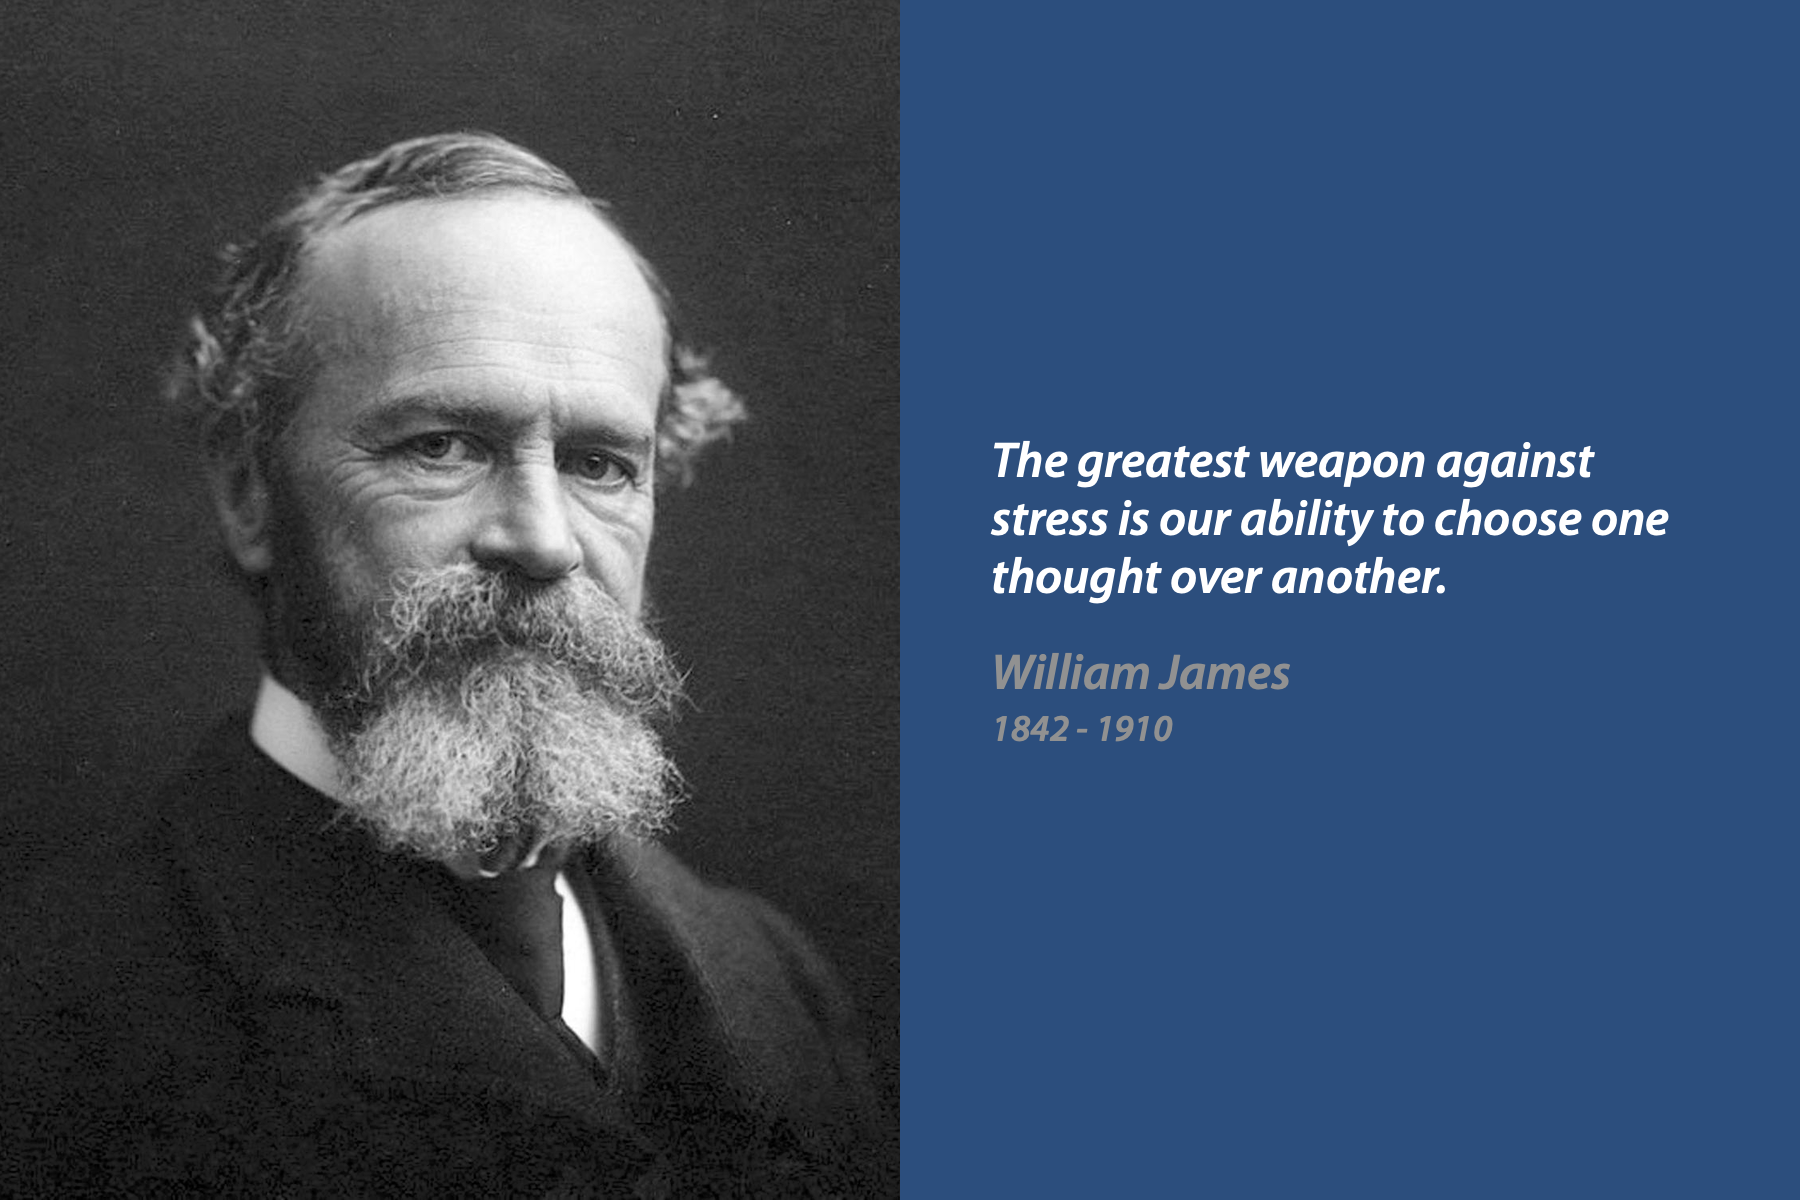 The greatest weapon against
stress is our ability to choose one
thought over another.
William James
1842 - 1910